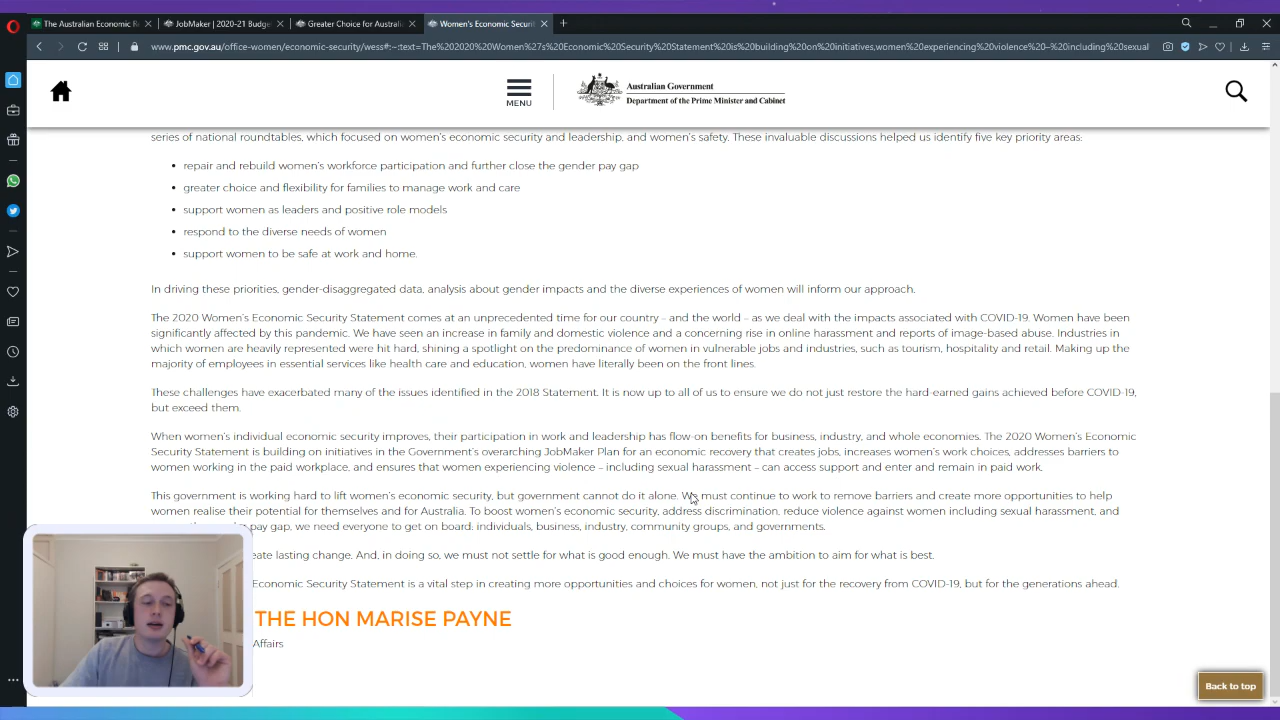 The Australian Economic R
JobMaker | 2020-21 Budge
Greater Choice for Australi
Women's Economic Securi
www.pmc.gov.au/office-women/economic-security/wess#:~:text=The%202020%20Women%27s%20Economic%20Security%20Statement%20is%20building%20on%20initiatives,women%20experiencing%20violence%20–%20including%20sexual
MENU
Australian Government
Department of the Prime Minister and Cabinet
series of national roundtables, which focused on women's economic security and leadership, and women's safety. These invaluable discussions helped us identify five key priority areas:
• repair and rebuild women's workforce participation and further close the gender pay gap
• greater choice and flexibility for families to manage work and care
• support women as leaders and positive role models
• respond to the diverse needs of women
• support women to be safe at work and home.
In driving these priorities, gender-disaggregated data, analysis about gender impacts and the diverse experiences of women will inform our approach.
The 2020 Women's Economic Security Statement comes at an unprecedented time for our country – and the world – as we deal with the impacts associated with COVID-19. Women have been
significantly affected by this pandemic. We have seen an increase in family and domestic violence and a concerning rise in online harassment and reports of image-based abuse. Industries in
which women are heavily represented were hit hard, shining a spotlight on the predominance of women in vulnerable jobs and industries, such as tourism, hospitality and retail. Making up the
majority of employees in essential services like health care and education, women have literally been on the front lines.
These challenges have exacerbated many of the issues identified in the 2018 Statement. It is now up to all of us to ensure we do not just restore the hard-earned gains achieved before COVID-19,
but exceed them.
When women's individual economic security improves, their participation in work and leadership has flow-on benefits for business, industry, and whole economies. The 2020 Women's Economic
Security Statement is building on initiatives in the Government's overarching JobMaker Plan for an economic recovery that creates jobs, increases women's work choices, addresses barriers to
women working in the paid workplace, and ensures that women experiencing violence – including sexual harassment – can access support and enter and remain in paid work.
This government is working hard to lift women's economic security, but government cannot do it alone. We must continue to work to remove barriers and create more opportunities to help
women realise their potential for themselves and for Australia. To boost women's economic security, address discrimination, reduce violence against women including sexual harassment, and
pay gap, we need everyone to get on board: individuals, business, industry, community groups, and governments.
eate lasting change. And, in doing so, we must not settle for what is good enough. We must have the ambition to aim for what is best.
Economic Security Statement is a vital step in creating more opportunities and choices for women, not just for the recovery from COVID-19, but for the generations ahead.
THE HON MARISE PAYNE
Affairs
Back to top